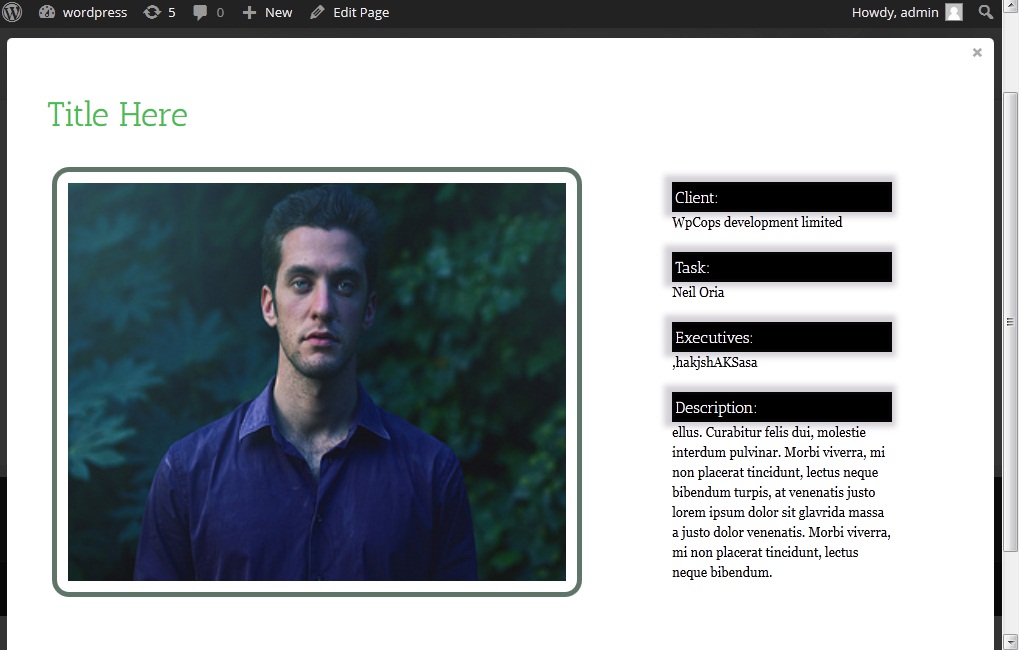 wordpress 5 0 New Edit Page Howdy, admin
Title Here
Client:
WpCops development limited
Task:
Neil Oria
Executives:
,hakjshAKSasa
Description:
ellus. Curabitur felis dui, molestie
interdum pulvinar. Morbi viverra, mi
non placerat tincidunt, lectus neque
bibendum turpis, at venenatis justo
lorem ipsum dolor sit glavrida massa
a justo dolor venenatis. Morbi viverra,
mi non placerat tincidunt, lectus
neque bibendum.